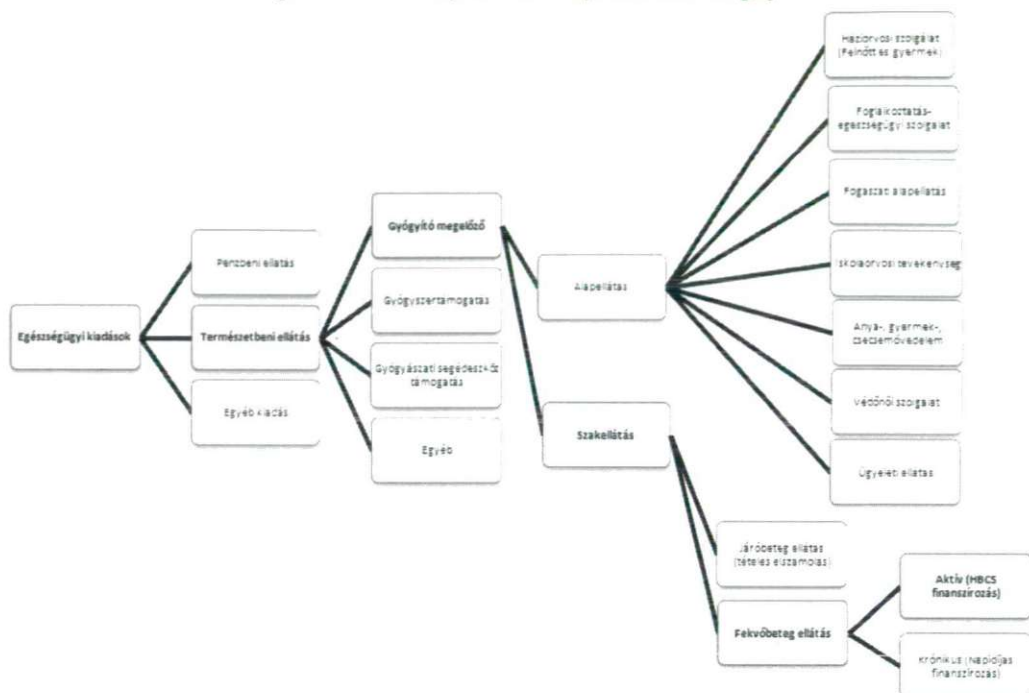 Egészségügyi kiadások
Pénzbeni ellátás
Természetbeni ellátás
Egyéb kiadás
Gyógyító megelőző
Gyógyszertámogatás
Gyógyászati segédeszköz
támogatás
Egyéb
Alapellátás
Szakellátás
Háziorvosi szolgálat
(Felnőtt és gyermek)
Foglalkoztatás-
egészségügyi szolgálat
Fogászati alapellátás
Iskolaorvosi tevékenység
Anya-, gyermek-,
csecsemővédelem
Védőnői szolgálat
Ügyeleti ellátás
Járóbeteg ellátás
(tételes elszámolás)
Fekvőbeteg ellátás
Aktív (HBCS
finanszírozás)
Krónikus (Napidíjas
finanszírozás)